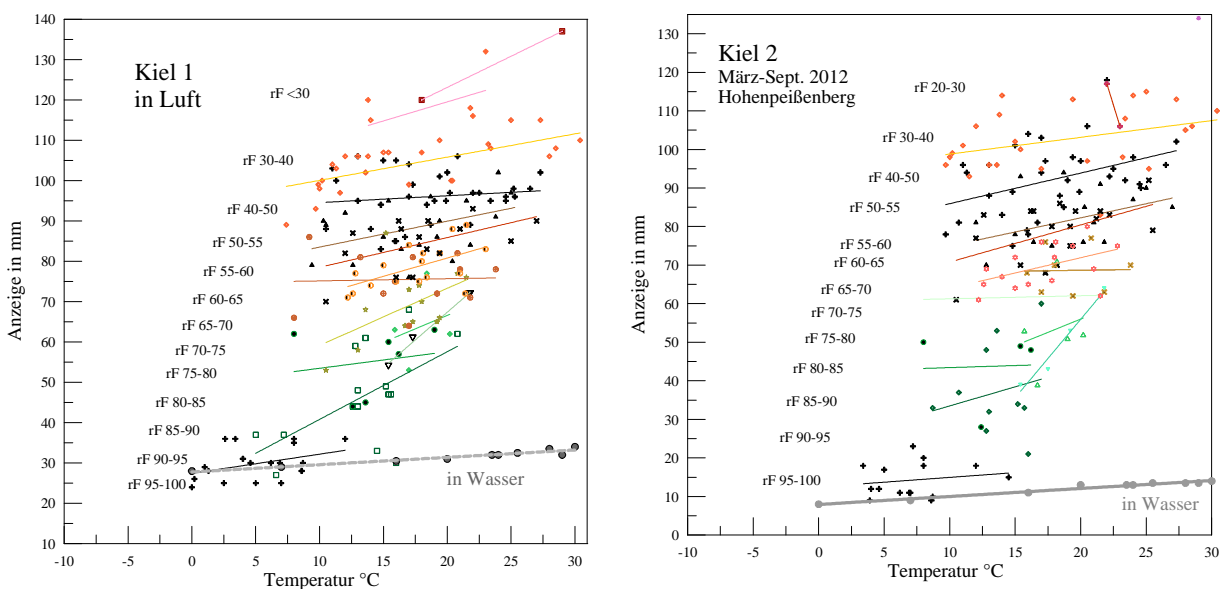 Kiel 1
in Luft
Anzeige in mm
140
130
120
110
100
90
80
70
60
50
40
30
20
10
rF <30
rF 30-40
rF 40-50
rF 50-55
rF 55-60
rF 60-65
rF 65-70
rF 70-75
rF 75-80
rF 80-85
rF 85-90
rF 90-95
rF 95-100
in Wasser
-10
-5
0
5
10
15
20
25
30
Temperatur °C
Kiel 2
März-Sept. 2012
Hohenpeißenberg
Anzeige in mm
130
120
110
100
90
80
70
60
50
40
30
20
10
0
rF 20-30
rF 30-40
rF 40-50
rF 50-55
rF 55-60
rF 60-65
rF 65-70
rF 70-75
rF 75-80
rF 80-85
rF 85-90
rF 90-95
rF 95-100
in Wasser
-10
-5
0
5
10
15
20
25
30
Temperatur °C